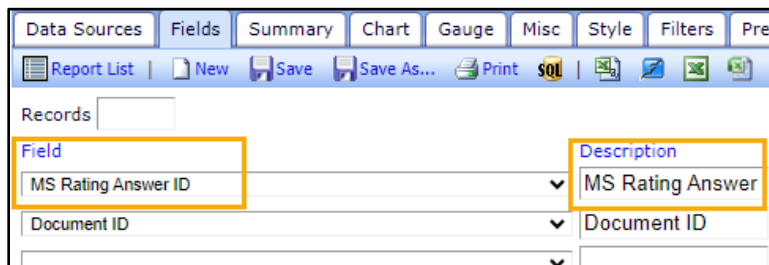 Data Sources Fields Summary Chart Gauge Misc Style Filters Pre
Report List | New Save Save As... Print SQL |
Records
Field Description
MS Rating Answer ID MS Rating Answer
Document ID Document ID